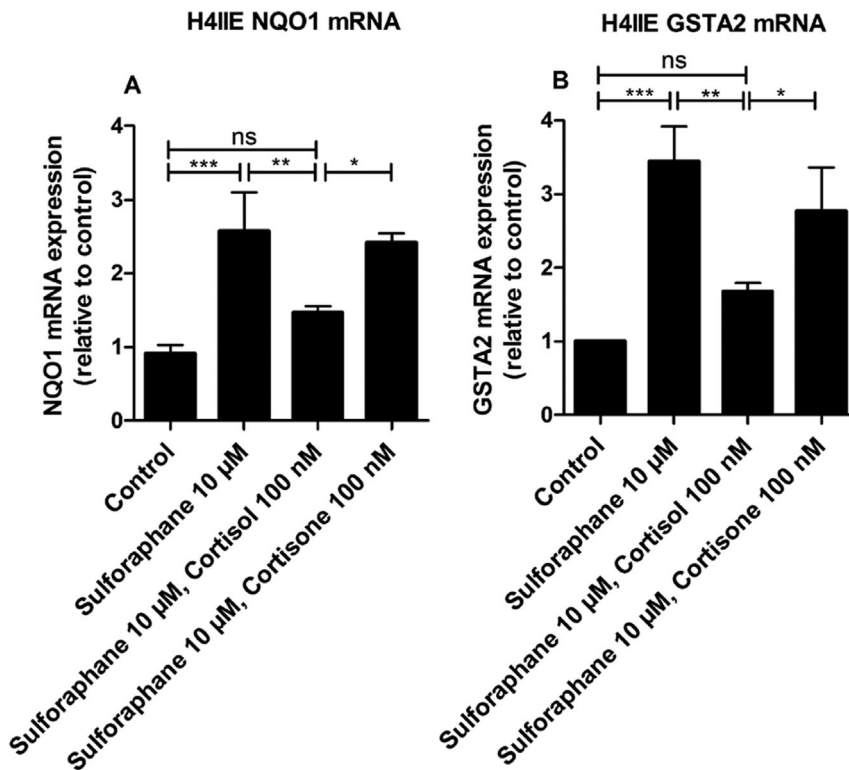 H4IIE NQO1 mRNA
A
ns
***
**
*
NQO1 mRNA expression
(relative to control)
4
3
2
1
0
Control
Sulforaphane 10 µM
Sulforaphane 10 µM, Cortisol 100 nM
Sulforaphane 10 µM, Cortisone 100 nM
H4IIE GSTA2 mRNA
B
ns
***
**
*
GSTA2 mRNA expression
(relative to control)
4
3
2
1
0
Control
Sulforaphane 10 µM
Sulforaphane 10 µM, Cortisol 100 nM
Sulforaphane 10 µM, Cortisone 100 nM